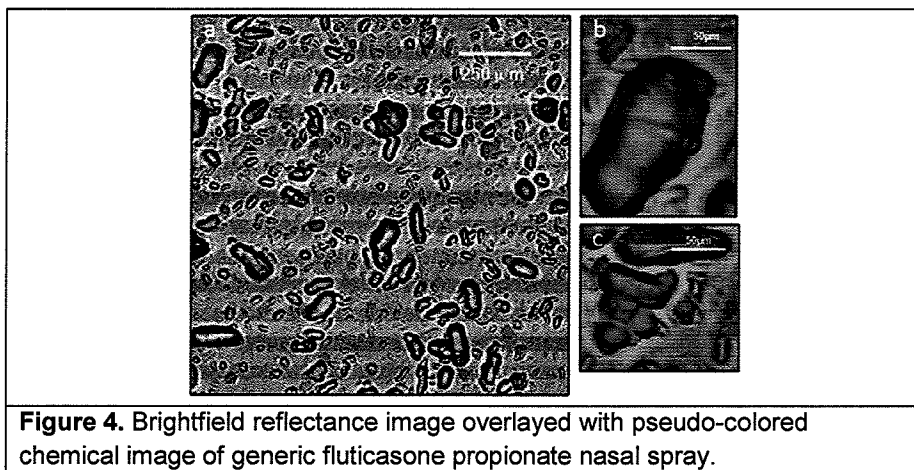 a
250 μm
b
50μm
c
50μm
Figure 4. Brightfield reflectance image overlayed with pseudo-colored
chemical image of generic fluticasone propionate nasal spray.